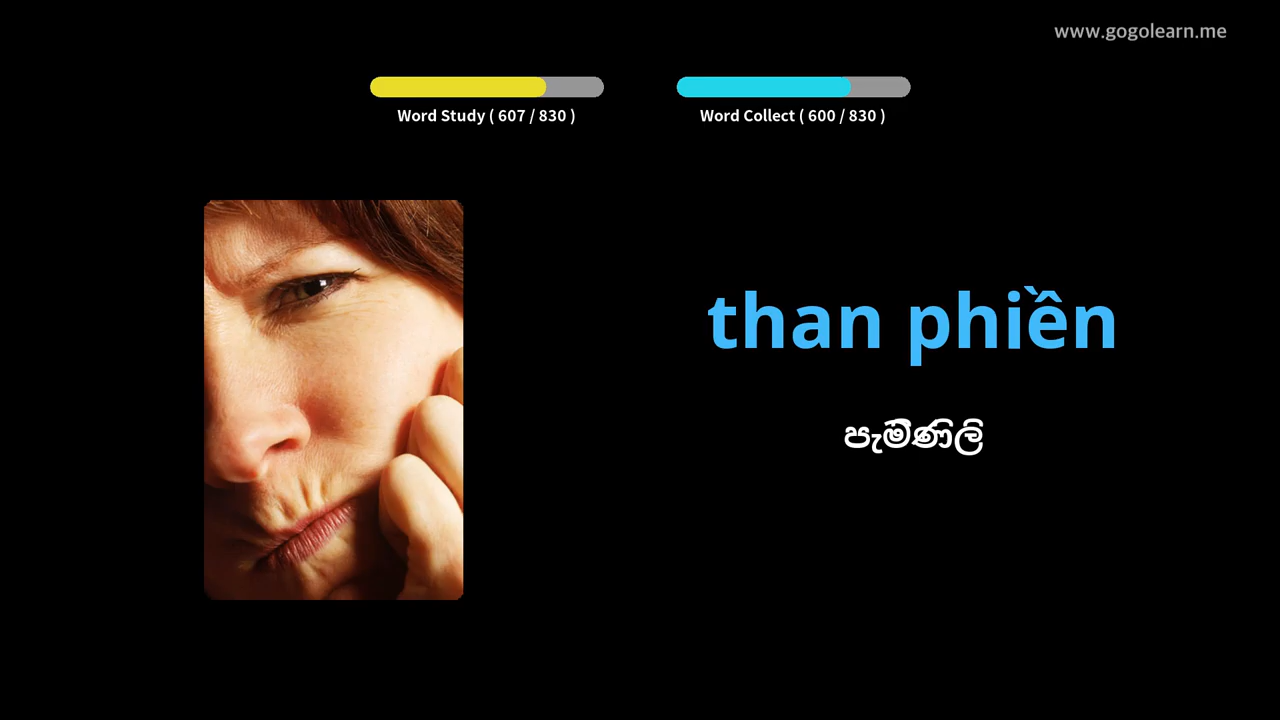 www.gogolearn.me
Word Study ( 607 / 830 )
Word Collect ( 600 / 830 )
than phiền
පැමිණිලි